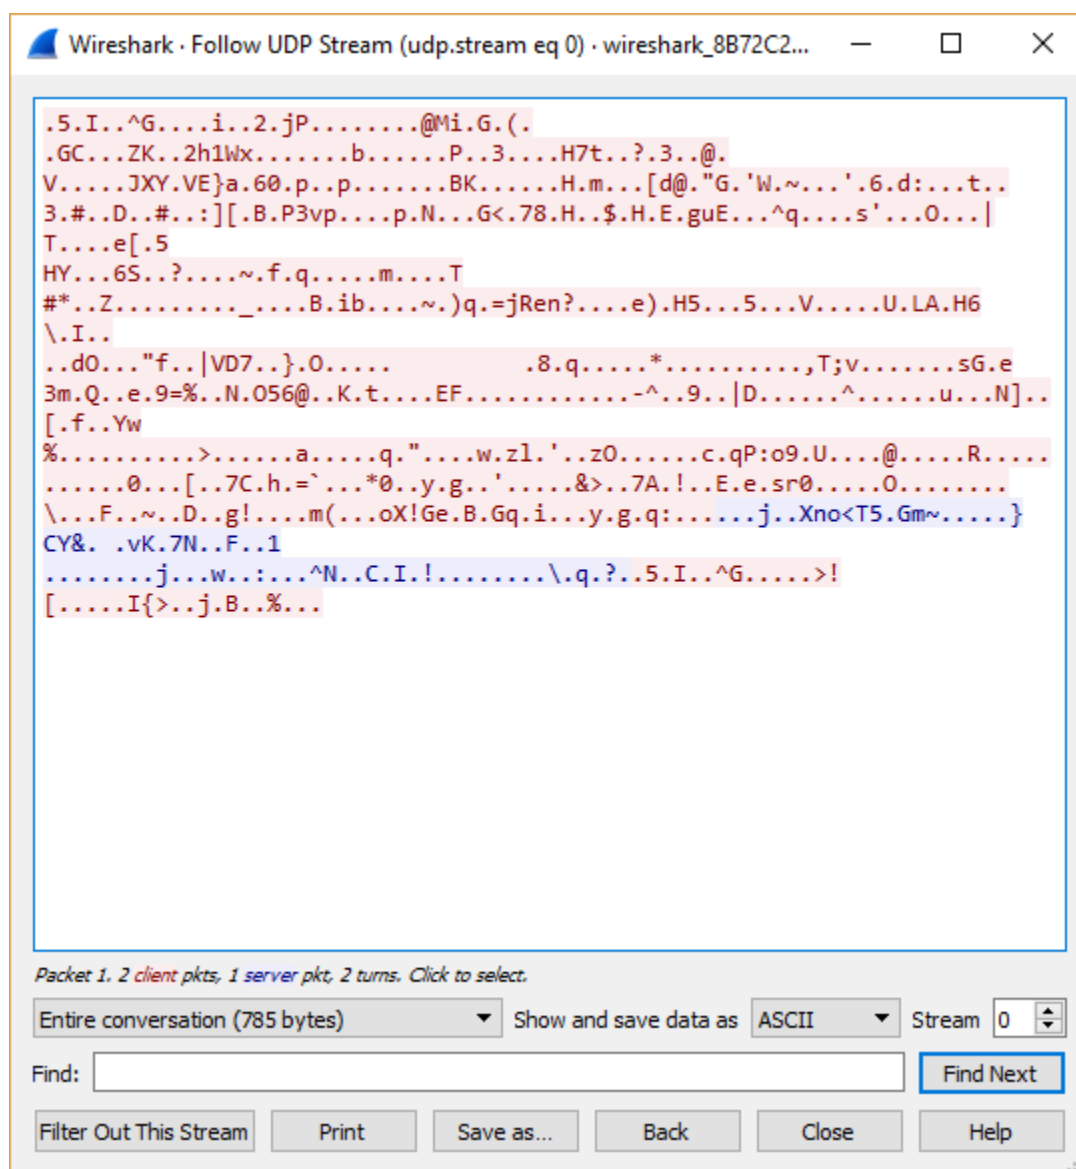 Wireshark · Follow UDP Stream (udp.stream eq 0) · wireshark_8B72C2...
.5.I..^G....i..2.jP........@Mi.G.(.
.GC...ZK..2h1Wx.......b......P..3....H7t..?.3..@.
V.....JXY.VE}a.60.p..p.......BK......H.m...[d@."G.'W.~...'.6.d:...t..
3.#..D..#..:][.B.P3vp....p.N...G<.78.H..$.H.E.guE...^q....s'...O...|
T....e[.5
HY...6S..?....~.f.q.....m....T
#*..Z........._....B.ib....~.)q.=jRen?....e).H5...5...V.....U.LA.H6
\.I..
..dO..."f..|VD7..}.O.....          .8.q.....*..........,T;v.......sG.e
3m.Q..e.9=%..N.O56@..K.t....EF............-^..9..|D......^......u...N]..
[.f..Yw
%..........>......a.....q."....w.zl.'..zO......c.qP:o9.U....@.....R.....
......0...[..7C.h.=`...*0..y.g..'.....&>..7A.!..E.e.sr0.....O........
\...F..~..D..g!....m(...oX!Ge.B.Gq.i...y.g.q:......j..Xno<T5.Gm~.....}
CY&. .vK.7N..F..1
........j...w..:...^N..C.I.!........\.q.?..5.I..^G.....>!
[.....I{>..j.B..%...
Packet 1. 2 client pkts, 1 server pkt, 2 turns. Click to select.
Entire conversation (785 bytes) Show and save data as ASCII Stream 0
Find: Find Next
Filter Out This Stream Print Save as... Back Close Help